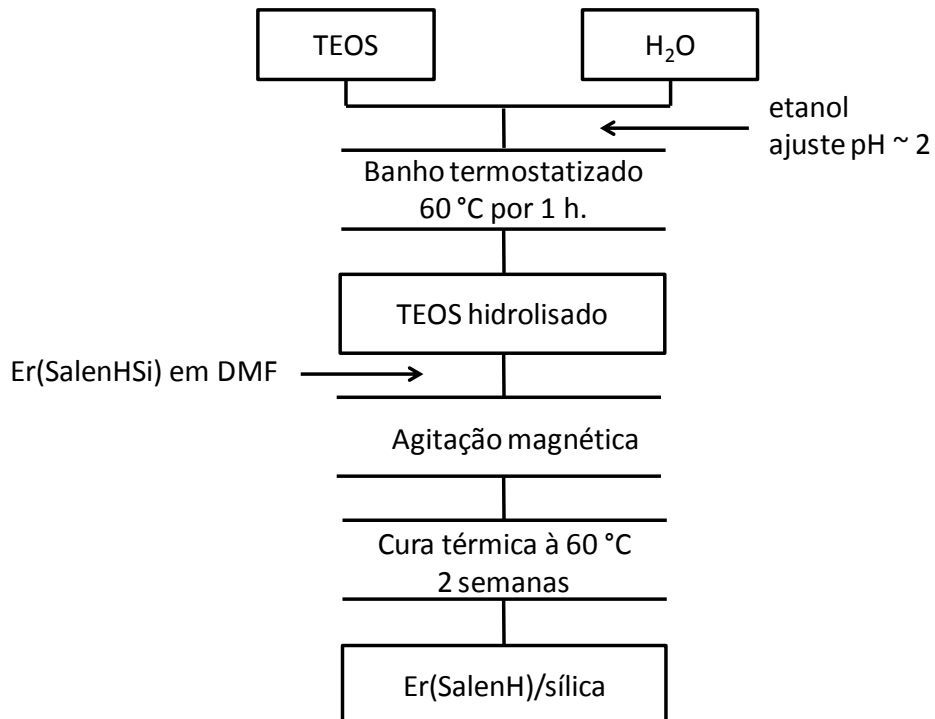 TEOS
H₂O
etanol
ajuste pH ~ 2
Banho termostatizado
60 °C por 1 h.
TEOS hidrolisado
Er(SalenHSi) em DMF
Agitação magnética
Cura térmica à 60 °C
2 semanas
Er(SalenH)/sílica